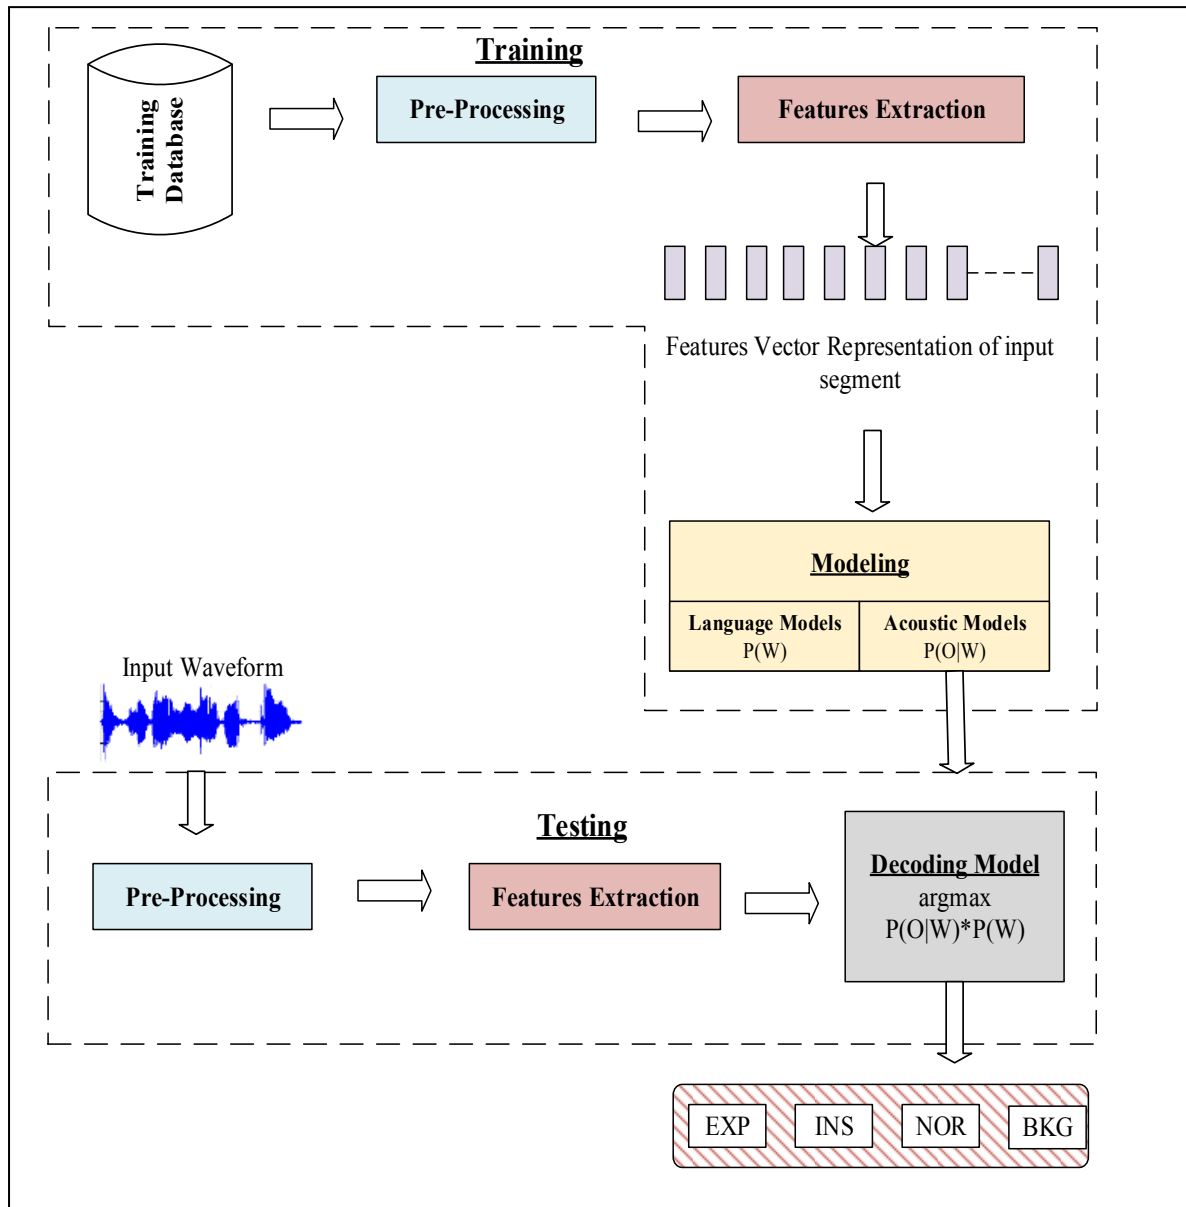 Training
Training
Database
Pre-Processing
Features Extraction
Features Vector Representation of input
segment
Modeling
Language Models
P(W)
Acoustic Models
P(O|W)
Input Waveform
Testing
Pre-Processing
Features Extraction
Decoding Model
argmax
P(O|W)*P(W)
EXP
INS
NOR
BKG